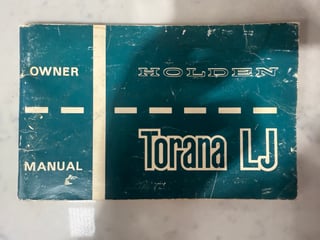 OWNER
HOLDEN
MANUAL
Torana LJ